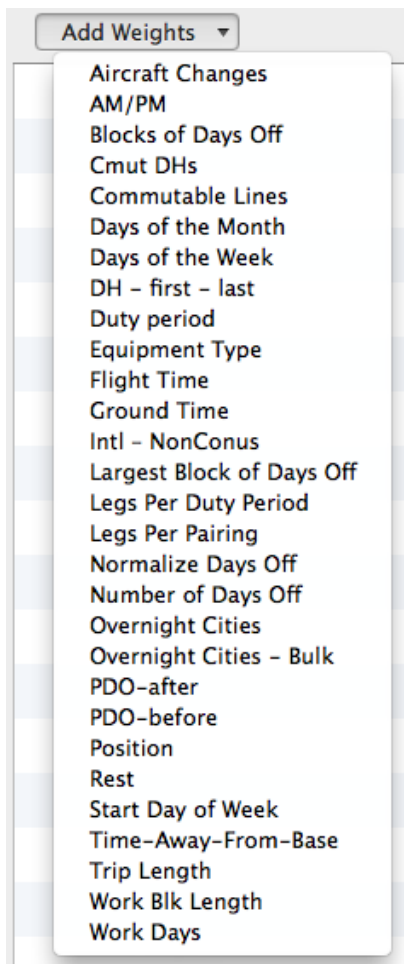 Add Weights
Aircraft Changes
AM/PM
Blocks of Days Off
Cmut DHs
Commutable Lines
Days of the Month
Days of the Week
DH – first – last
Duty period
Equipment Type
Flight Time
Ground Time
Intl – NonConus
Largest Block of Days Off
Legs Per Duty Period
Legs Per Pairing
Normalize Days Off
Number of Days Off
Overnight Cities
Overnight Cities – Bulk
PDO–after
PDO–before
Position
Rest
Start Day of Week
Time–Away–From–Base
Trip Length
Work Blk Length
Work Days